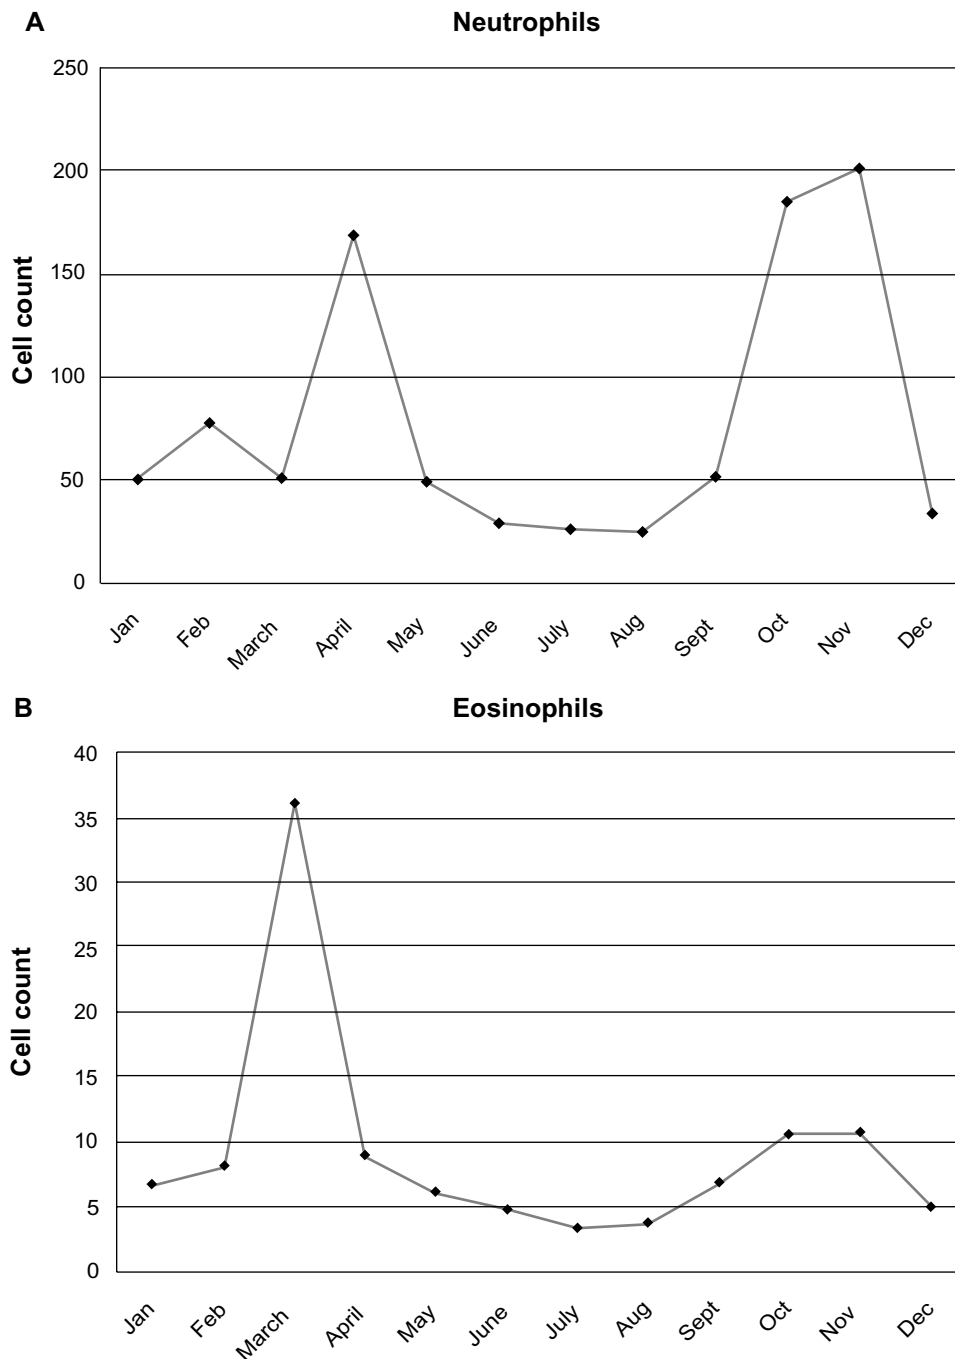 A
Neutrophils
250
200
150
100
50
0
Cell count
Jan
Feb
March
April
May
June
July
Aug
Sept
Oct
Nov
Dec
B
Eosinophils
40
35
30
25
20
15
10
5
0
Cell count
Jan
Feb
March
April
May
June
July
Aug
Sept
Oct
Nov
Dec